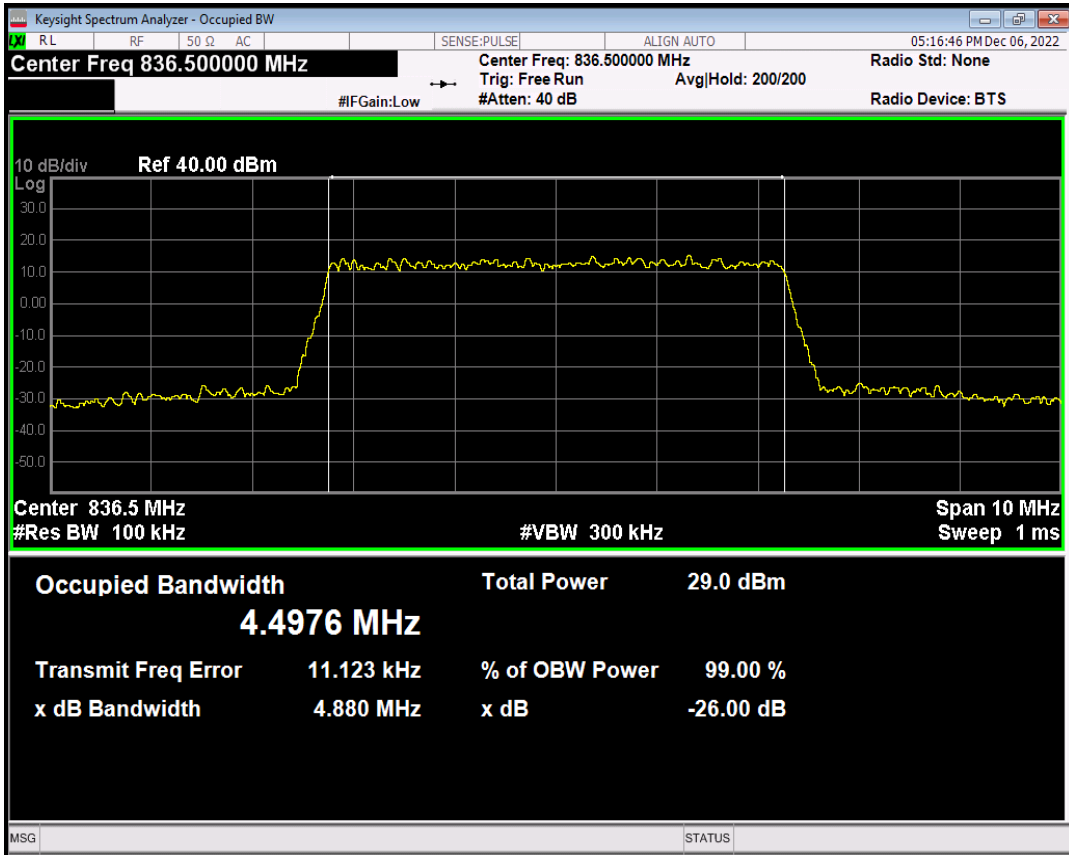 Keysight Spectrum Analyzer - Occupied BW
LXI RL RF 50 Ω AC SENSE:PULSE ALIGN AUTO 05:16:46 PM Dec 06, 2022
Center Freq 836.500000 MHz Center Freq: 836.500000 MHz Radio Std: None
Trig: Free Run Avg|Hold: 200/200
#IFGain:Low #Atten: 40 dB Radio Device: BTS
10 dB/div Ref 40.00 dBm
Log
30.0
20.0
10.0
0.00
-10.0
-20.0
-30.0
-40.0
-50.0
Center 836.5 MHz Span 10 MHz
#Res BW 100 kHz #VBW 300 kHz Sweep 1 ms
Occupied Bandwidth Total Power 29.0 dBm
4.4976 MHz
Transmit Freq Error 11.123 kHz % of OBW Power 99.00 %
x dB Bandwidth 4.880 MHz x dB -26.00 dB
MSG STATUS